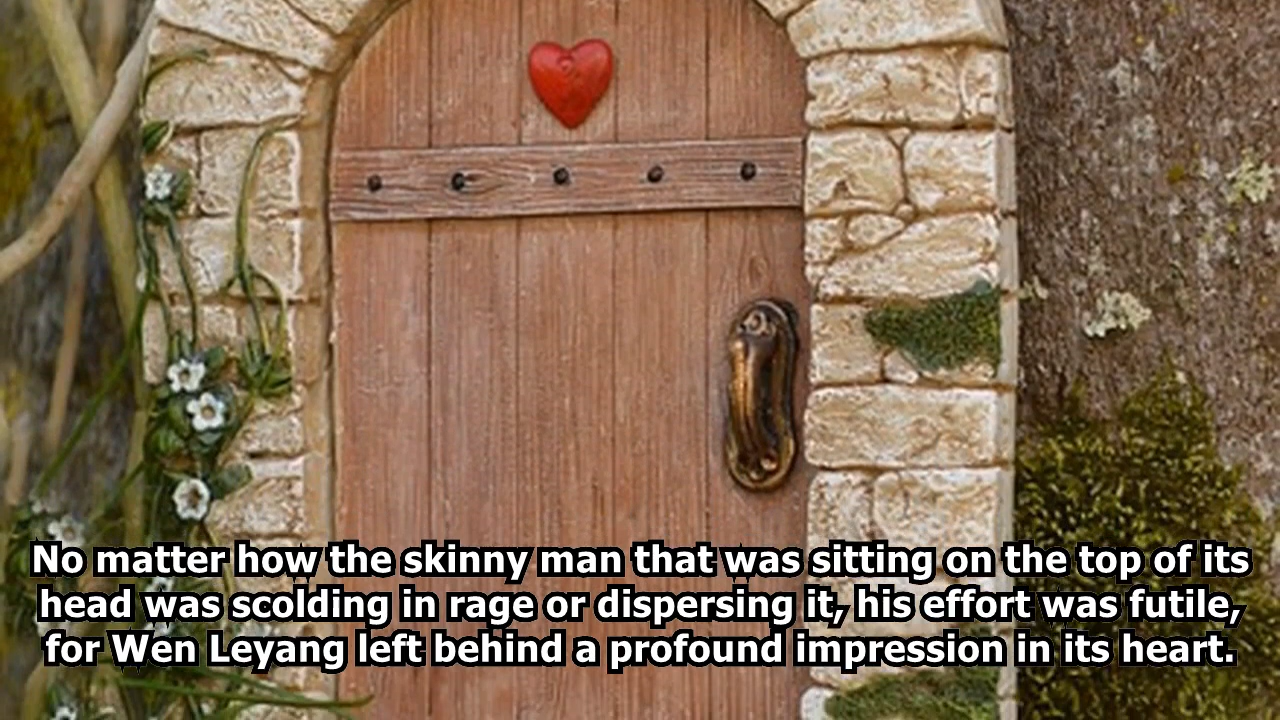 No matter how the skinny man that was sitting on the top of its
head was scolding in rage or dispersing it, his effort was futile,
for Wen Leyang left behind a profound impression in its heart.